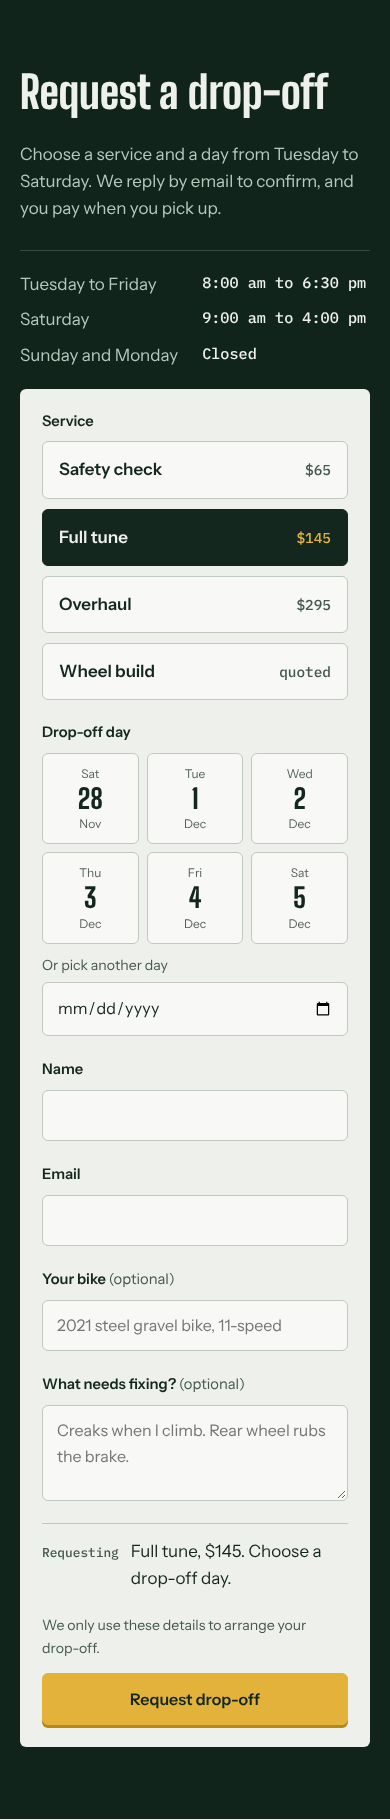 Request a drop-off
Choose a service and a day from Tuesday to
Saturday. We reply by email to confirm, and
you pay when you pick up.
Tuesday to Friday 8:00 am to 6:30 pm
Saturday 9:00 am to 4:00 pm
Sunday and Monday Closed
Service
Safety check $65
Full tune $145
Overhaul $295
Wheel build quoted
Drop-off day
Sat Tue Wed
28 1 2
Nov Dec Dec
Thu Fri Sat
3 4 5
Dec Dec Dec
Or pick another day
mm/dd/yyyy
Name
Email
Your bike (optional)
2021 steel gravel bike, 11-speed
What needs fixing? (optional)
Creaks when I climb. Rear wheel rubs
the brake.
Requesting Full tune, $145. Choose a
drop-off day.
We only use these details to arrange your
drop-off.
Request drop-off